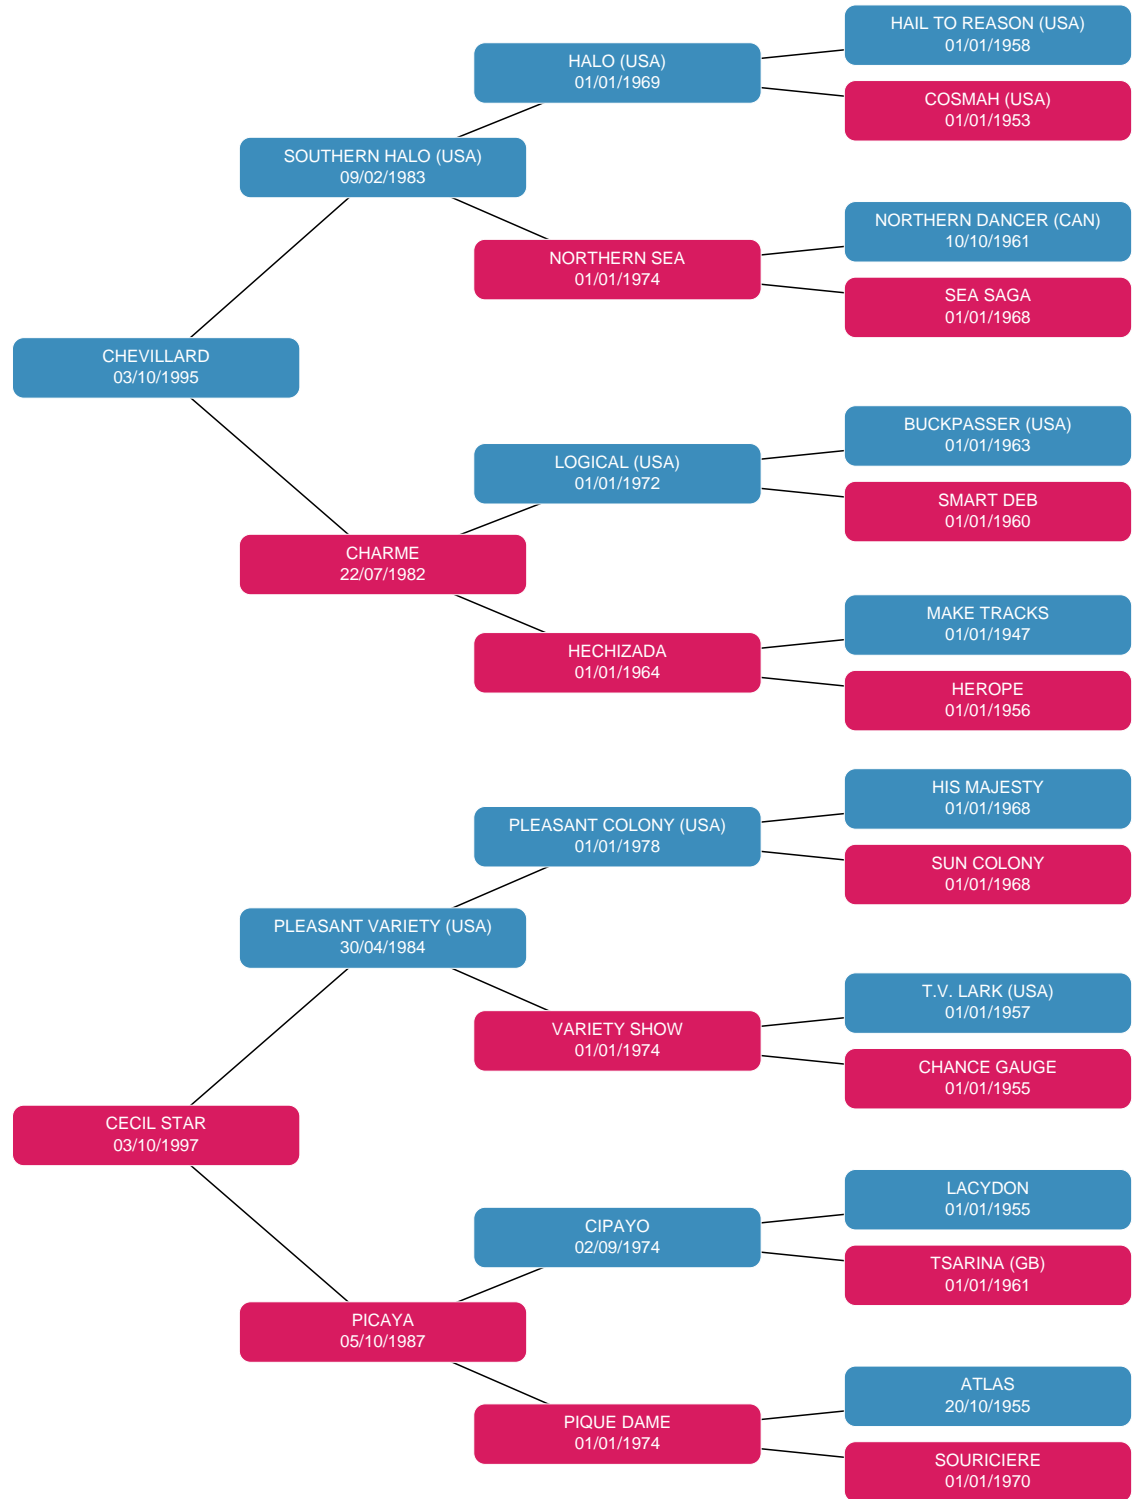 HAIL TO REASON (USA)
01/01/1958
HALO (USA)
01/01/1969
COSMAH (USA)
01/01/1953
SOUTHERN HALO (USA)
09/02/1983
NORTHERN DANCER (CAN)
10/10/1961
NORTHERN SEA
01/01/1974
SEA SAGA
01/01/1968
CHEVILLARD
03/10/1995
BUCKPASSER (USA)
01/01/1963
LOGICAL (USA)
01/01/1972
SMART DEB
01/01/1960
CHARME
22/07/1982
MAKE TRACKS
01/01/1947
HECHIZADA
01/01/1964
HEROPE
01/01/1956
HIS MAJESTY
01/01/1968
PLEASANT COLONY (USA)
01/01/1978
SUN COLONY
01/01/1968
PLEASANT VARIETY (USA)
30/04/1984
T.V. LARK (USA)
01/01/1957
VARIETY SHOW
01/01/1974
CHANCE GAUGE
01/01/1955
CECIL STAR
03/10/1997
LACYDON
01/01/1955
CIPAYO
02/09/1974
TSARINA (GB)
01/01/1961
PICAYA
05/10/1987
ATLAS
20/10/1955
PIQUE DAME
01/01/1974
SOURICIERE
01/01/1970